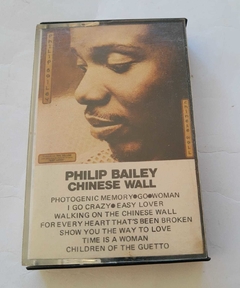 PHILIP BAILEY
CHINESE WALL
PHOTOGENIC MEMORY•GO•WOMAN
I GO CRAZY•EASY LOVER
WALKING ON THE CHINESE WALL
FOR EVERY HEART THAT'S BEEN BROKEN
SHOW YOU THE WAY TO LOVE
TIME IS A WOMAN
CHILDREN OF THE GUETTO